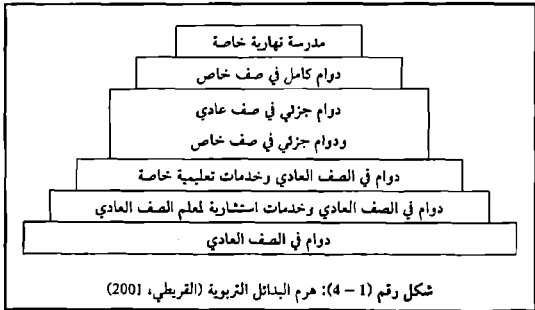 مدرسة نهارية خاصة
دوام كامل في صف خاص
دوام جزئي في صف عادي
ودوام جزئي في صف خاص
دوام في الصف العادي وخدمات تعليمية خاصة
دوام في الصف العادي وخدمات استشارية لمعلم الصف العادي
دوام في الصف العادي
شكل رقم (1 – 4): هرم البدائل التربوية (القريطي، 2001)